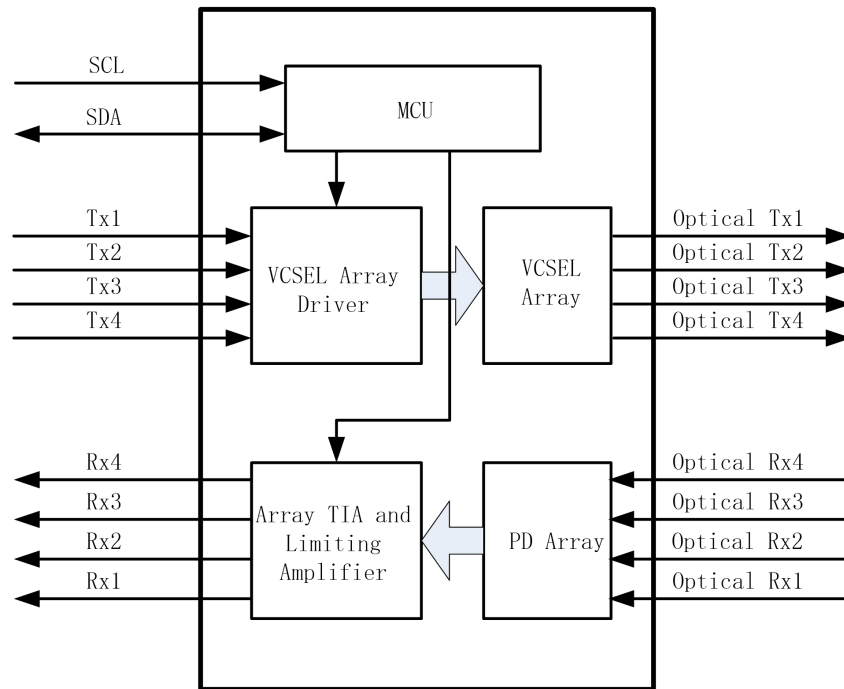 SCL
MCU
SDA
Tx1
Tx2
Tx3
Tx4
VCSEL Array
Driver
VCSEL
Array
Optical Tx1
Optical Tx2
Optical Tx3
Optical Tx4
Rx4
Rx3
Rx2
Rx1
Array TIA and
Limiting
Amplifier
PD Array
Optical Rx4
Optical Rx3
Optical Rx2
Optical Rx1